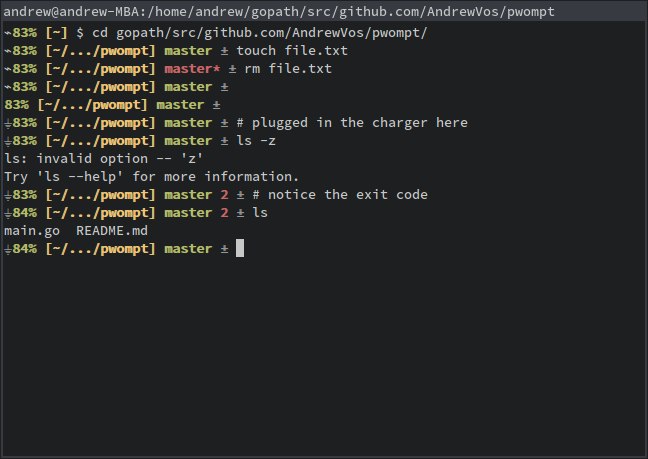 andrew@andrew-MBA:/home/andrew/gopath/src/github.com/AndrewVos/pwompt
⌁83% [~] $ cd gopath/src/github.com/AndrewVos/pwompt/
⌁83% [~/.../pwompt] master ± touch file.txt
⌁83% [~/.../pwompt] master★ ± rm file.txt
⌁83% [~/.../pwompt] master ±
83% [~/.../pwompt] master ±
⏚83% [~/.../pwompt] master ± # plugged in the charger here
⏚83% [~/.../pwompt] master ± ls -z
ls: invalid option -- 'z'
Try 'ls --help' for more information.
⏚83% [~/.../pwompt] master 2 ± # notice the exit code
⏚84% [~/.../pwompt] master 2 ± ls
main.go  README.md
⏚84% [~/.../pwompt] master ±